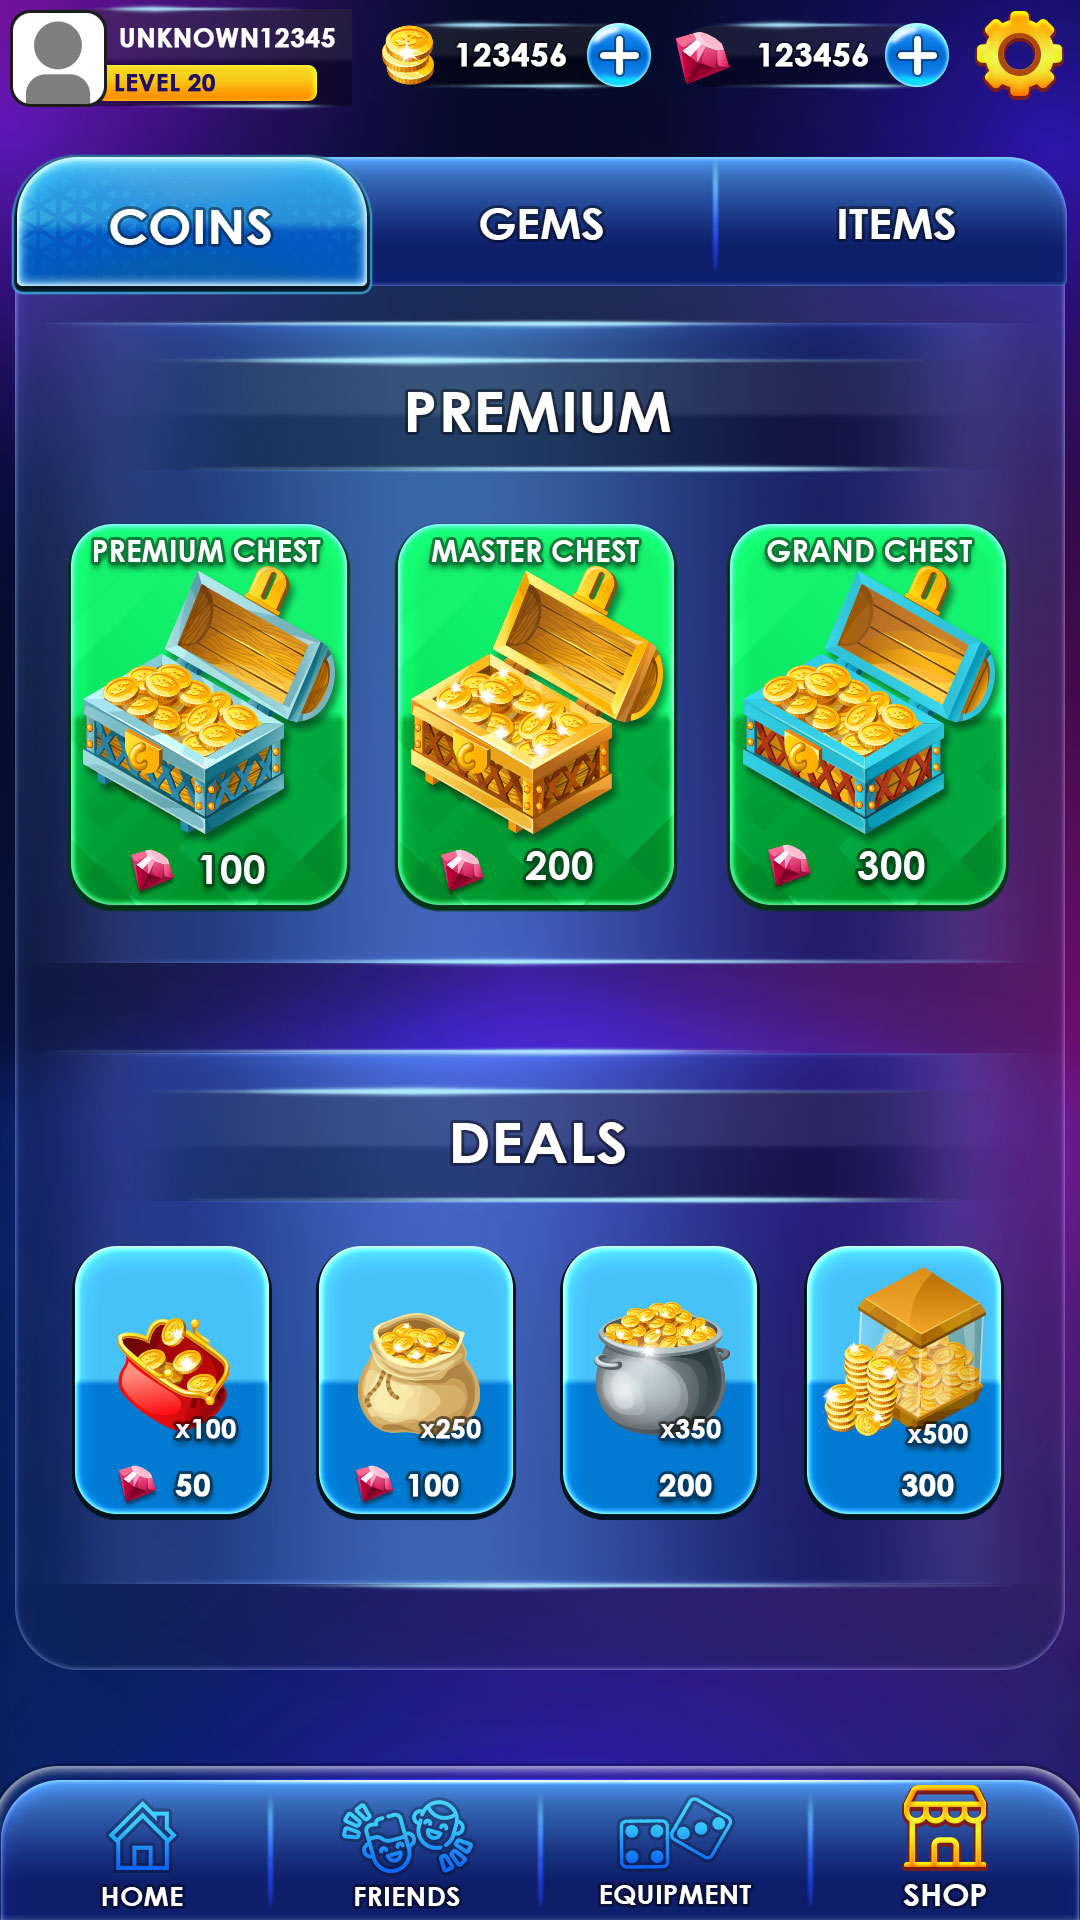 UNKNOWN12345
LEVEL 20
123456
123456
COINS
GEMS
ITEMS
PREMIUM
PREMIUM CHEST
MASTER CHEST
GRAND CHEST
100
200
300
DEALS
x100
x250
x350
x500
50
100
200
300
HOME
FRIENDS
EQUIPMENT
SHOP